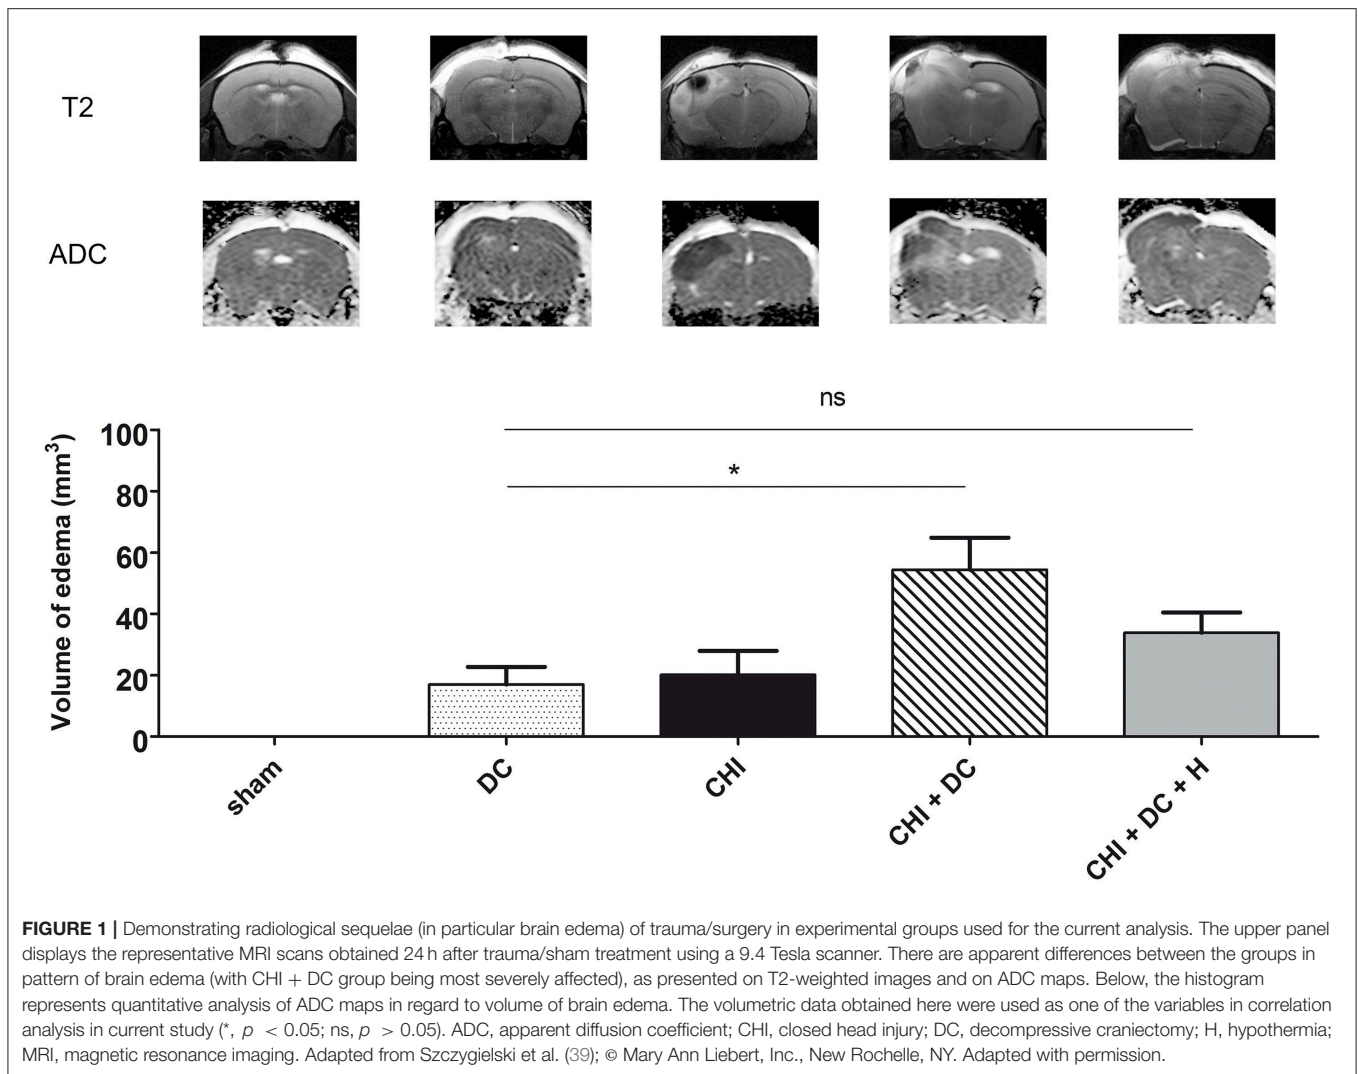 T2
ADC
ns
*
Volume of edema (mm³)
100
80
60
40
20
0
sham
DC
CHI
CHI + DC
CHI + DC + H
FIGURE 1 | Demonstrating radiological sequelae (in particular brain edema) of trauma/surgery in experimental groups used for the current analysis. The upper panel
displays the representative MRI scans obtained 24 h after trauma/sham treatment using a 9.4 Tesla scanner. There are apparent differences between the groups in
pattern of brain edema (with CHI + DC group being most severely affected), as presented on T2-weighted images and on ADC maps. Below, the histogram
represents quantitative analysis of ADC maps in regard to volume of brain edema. The volumetric data obtained here were used as one of the variables in correlation
analysis in current study (*, p < 0.05; ns, p > 0.05). ADC, apparent diffusion coefficient; CHI, closed head injury; DC, decompressive craniectomy; H, hypothermia;
MRI, magnetic resonance imaging. Adapted from Szczygielski et al. (39); © Mary Ann Liebert, Inc., New Rochelle, NY. Adapted with permission.